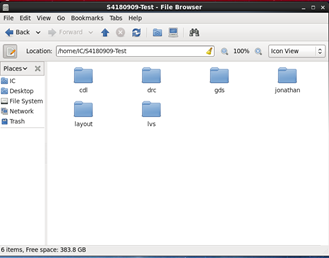 S4180909-Test - File Browser
File Edit View Go Bookmarks Tabs Help
Back Forward Search
Location: /home/IC/S4180909-Test 100% Icon View
Places
IC
Desktop
File System
Network
Trash
cdl drc gds jonathan
layout lvs
6 items, Free space: 383.8 GB